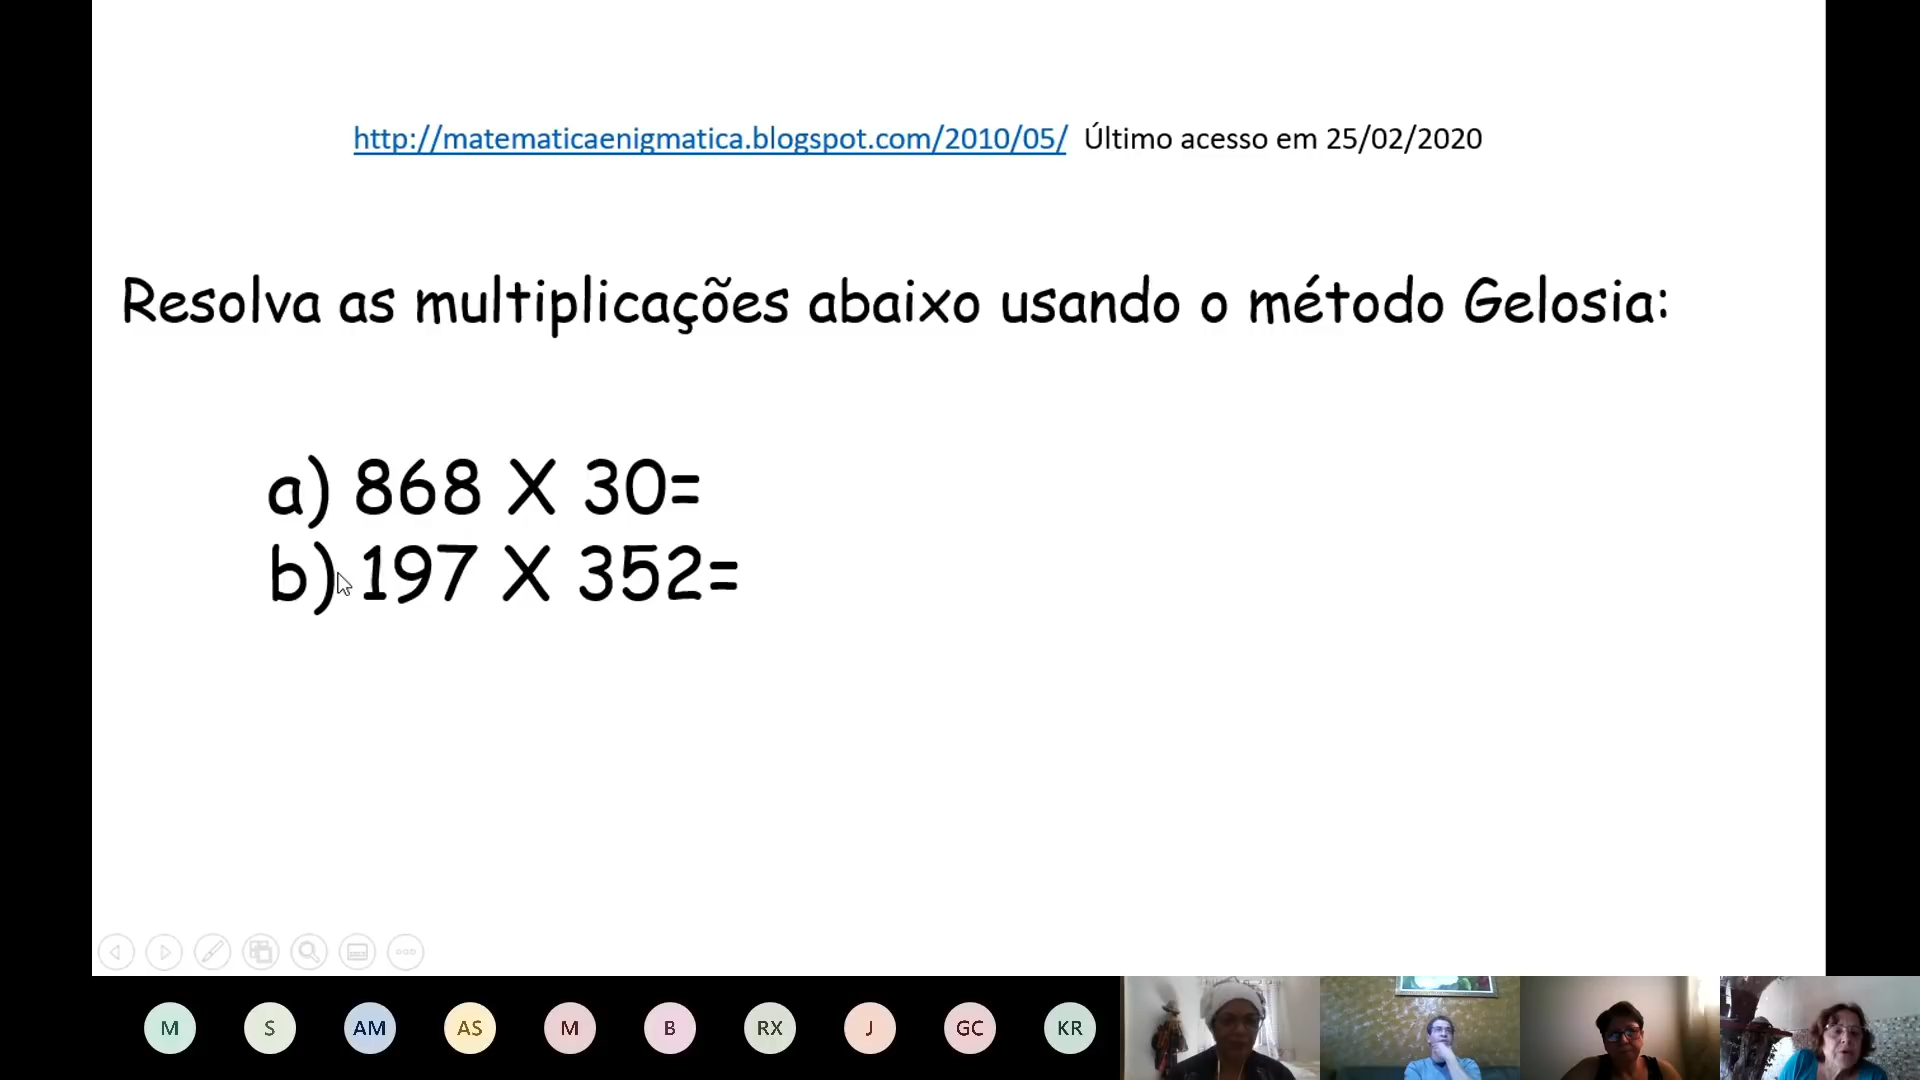 http://matematicaenigmatica.blogspot.com/2010/05/ Último acesso em 25/02/2020
Resolva as multiplicações abaixo usando o método Gelosia:
a) 868 X 30=
b) 197 X 352=
M S AM AS M B RX J GC KR